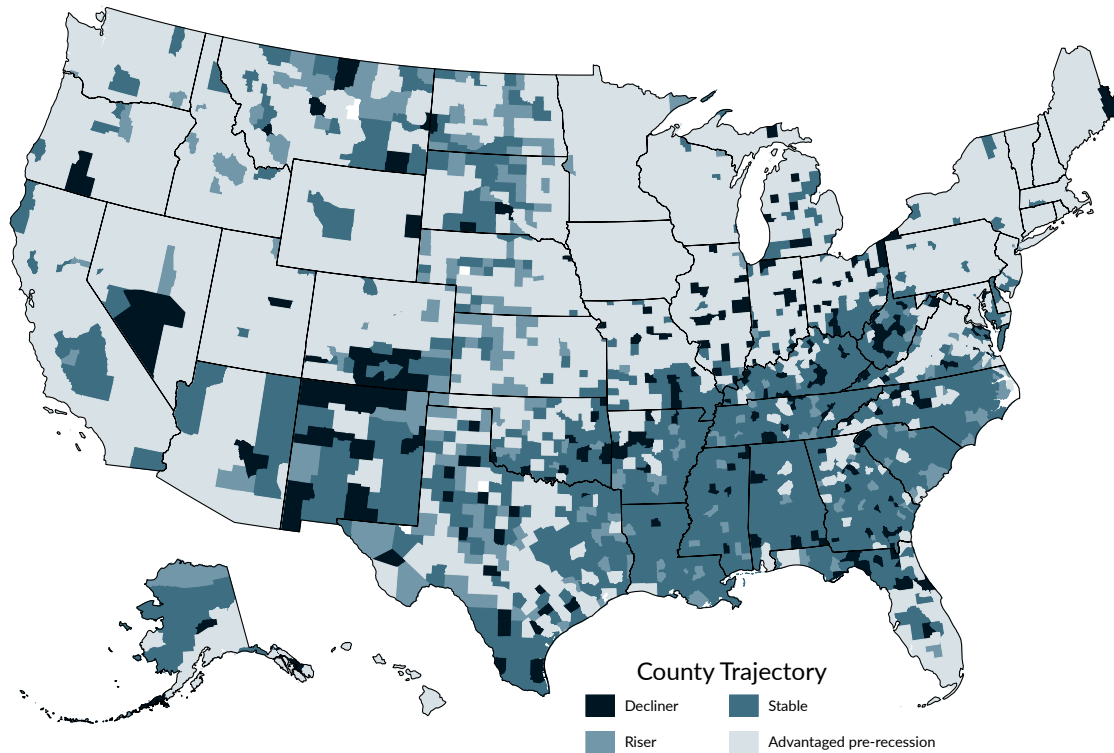 County Trajectory
Decliner
Stable
Riser
Advantaged pre-recession